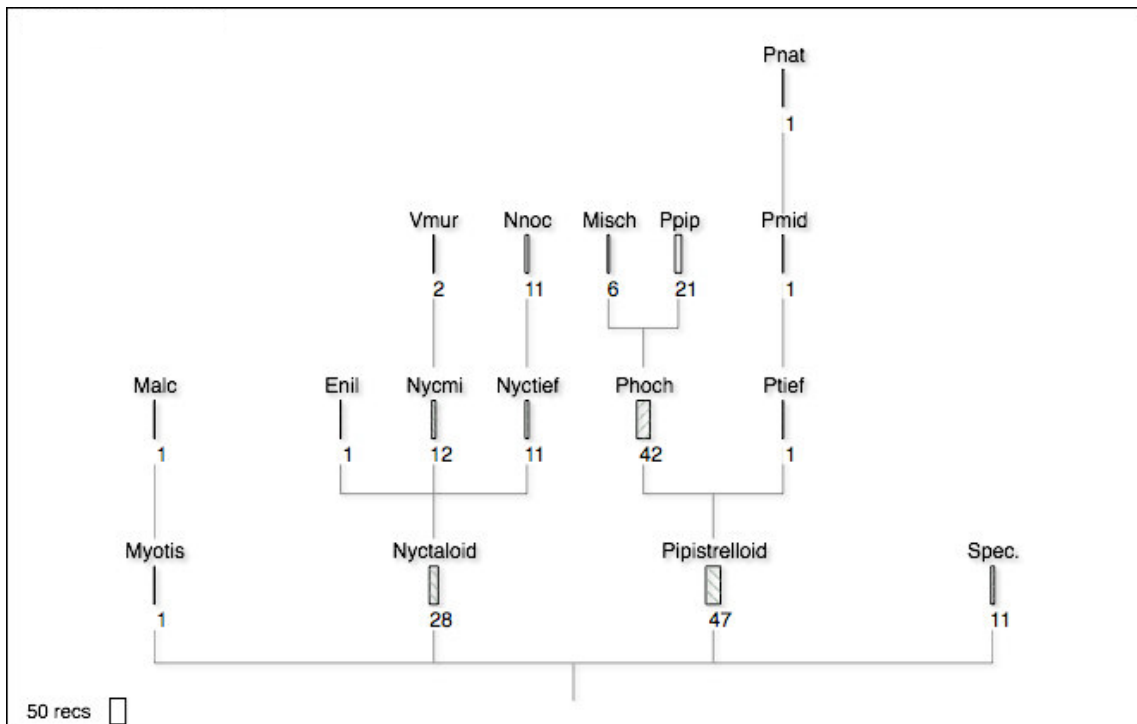 Pnat
1
Vmur Nnoc Misch Ppip Pmid
2 11 6 21 1
Malc Enil Nycmi Nyctief Phoch Ptief
1 1 12 11 42 1
Myotis Nyctaloid Pipistrelloid Spec.
1 28 47 11
50 recs